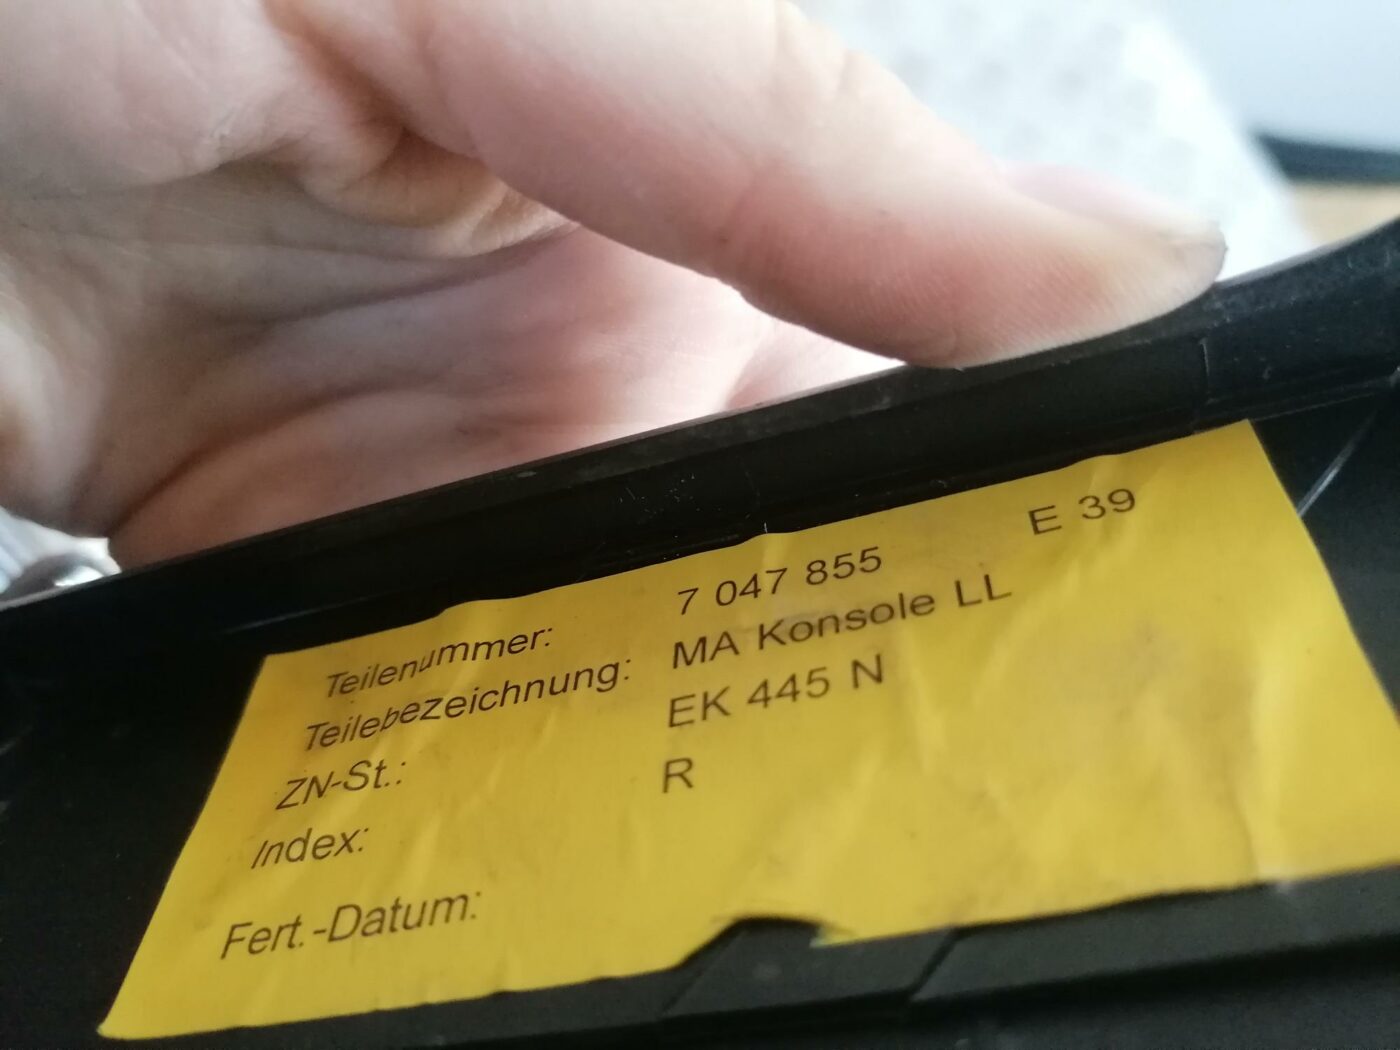 Teilenummer: 7 047 855 E 39
Teilebezeichnung: MA Konsole LL
ZN-St.: EK 445 N
Index: R
Fert.-Datum: